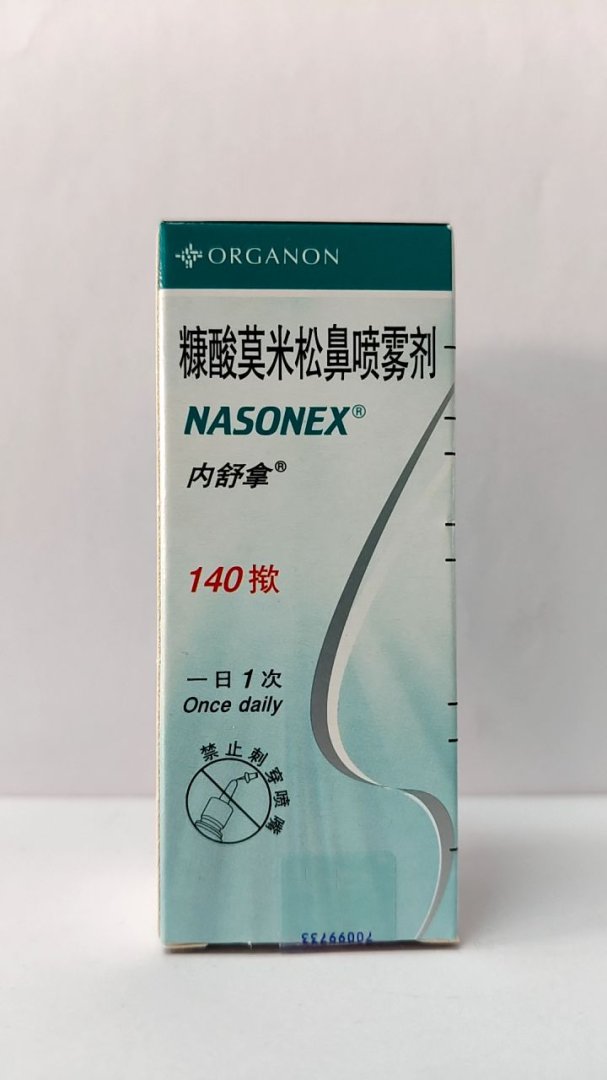 ORGANON
糠酸莫米松鼻喷雾剂
NASONEX®
内舒拿®
140揿
一日1次
Once daily
禁止刺穿喷嘴
70099733